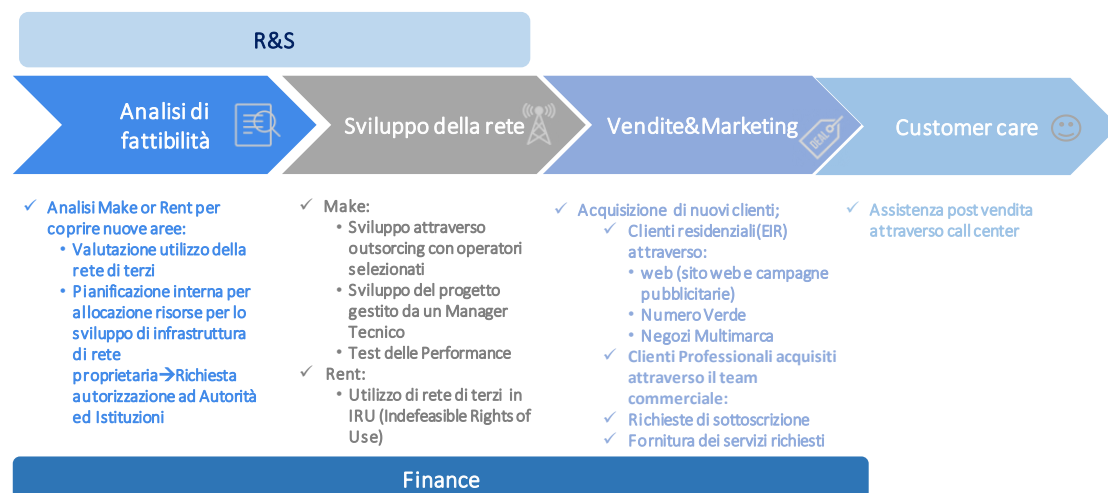 R&S
Analisi di
fattibilità
Sviluppo della rete
Vendite&Marketing
DEAL
Customer care
✓ Analisi Make or Rent per
coprire nuove aree:
• Valutazione utilizzo della
rete di terzi
• Pianificazione interna per
allocazione risorse per lo
sviluppo di infrastruttura
di rete
proprietaria→Richiesta
autorizzazione ad Autorità
ed Istituzioni
✓ Make:
• Sviluppo attraverso
outsorcing con operatori
selezionati
• Sviluppo del progetto
gestito da un Manager
Tecnico
• Test delle Performance
✓ Rent:
• Utilizzo di rete di terzi in
IRU (Indefeasible Rights of
Use)
✓ Acquisizione di nuovi clienti;
✓ Clienti residenziali(EIR)
attraverso:
• web (sito web e campagne
pubblicitarie)
• Numero Verde
• Negozi Multimarca
✓ Clienti Professionali acquisiti
attraverso il team
commerciale:
✓ Richieste di sottoscrizione
✓ Fornitura dei servizi richiesti
✓ Assistenza post vendita
attraverso call center
Finance